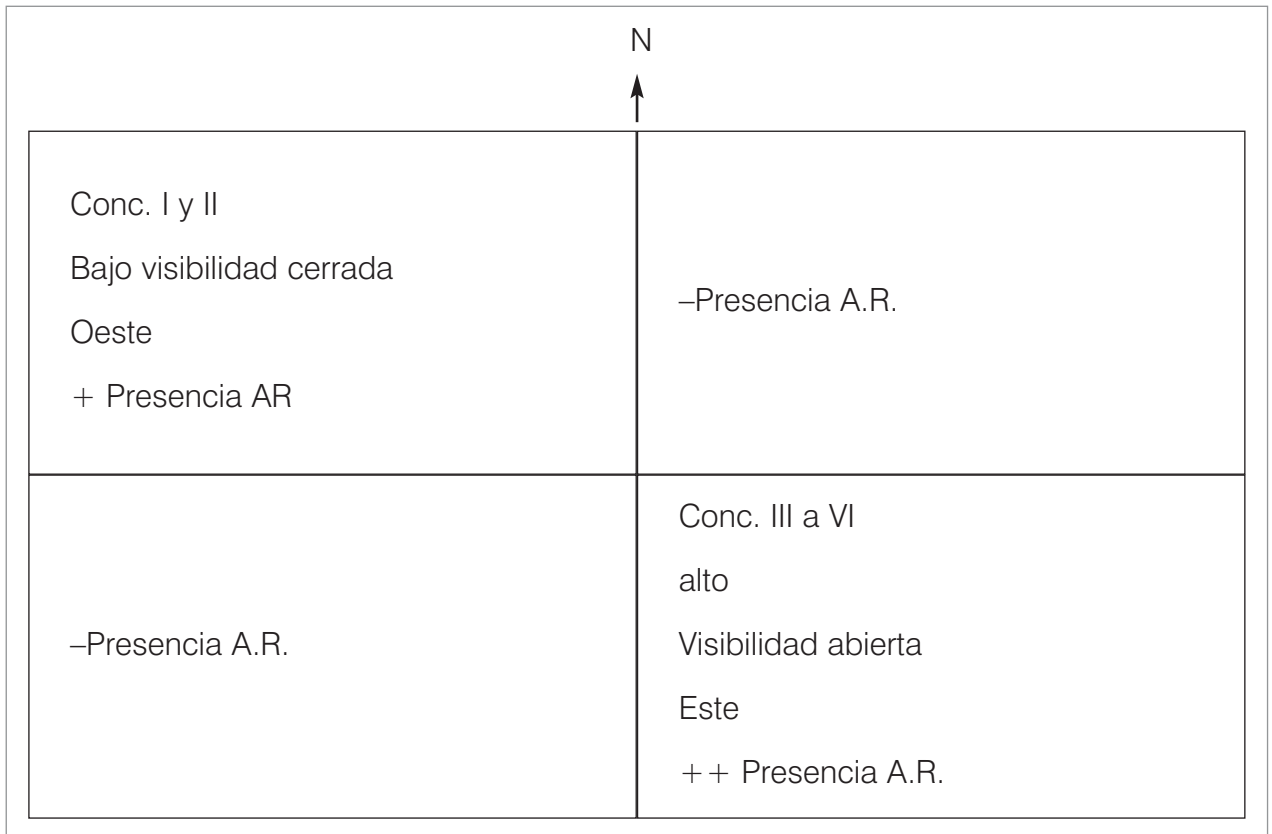 N
Conc. I y II
Bajo visibilidad cerrada
Oeste
+ Presencia AR
–Presencia A.R.
–Presencia A.R.
Conc. III a VI
alto
Visibilidad abierta
Este
++ Presencia A.R.